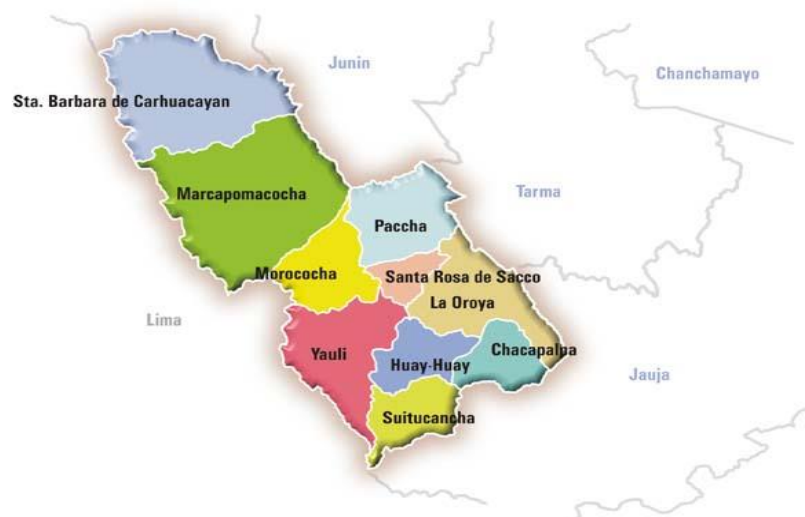 Junin
Chanchamayo
Sta. Barbara de Carhuacayan
Marcapomacocha
Tarma
Paccha
Morococha
Santa Rosa de Sacco
La Oroya
Lima
Yauli
Chacapalpa
Huay-Huay
Jauja
Suitucancha